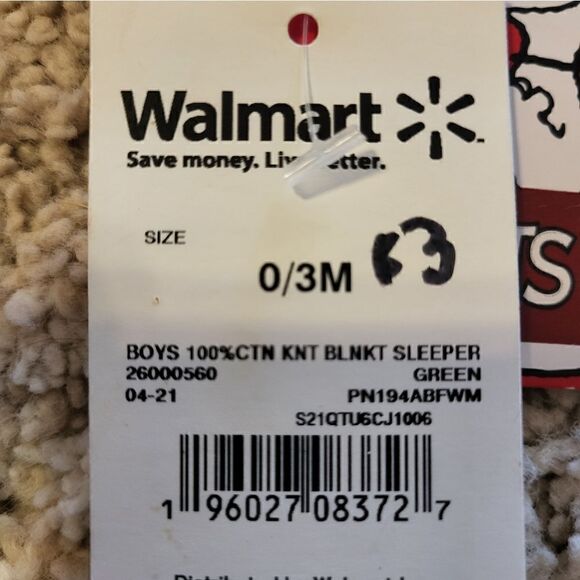 Walmart
Save money. Live better.
SIZE
0/3M
BOYS 100%CTN KNT BLNKT SLEEPER
26000560 GREEN
04-21 PN194ABFWM
S21QTU6CJ1006
1 96027 08372 7
TS